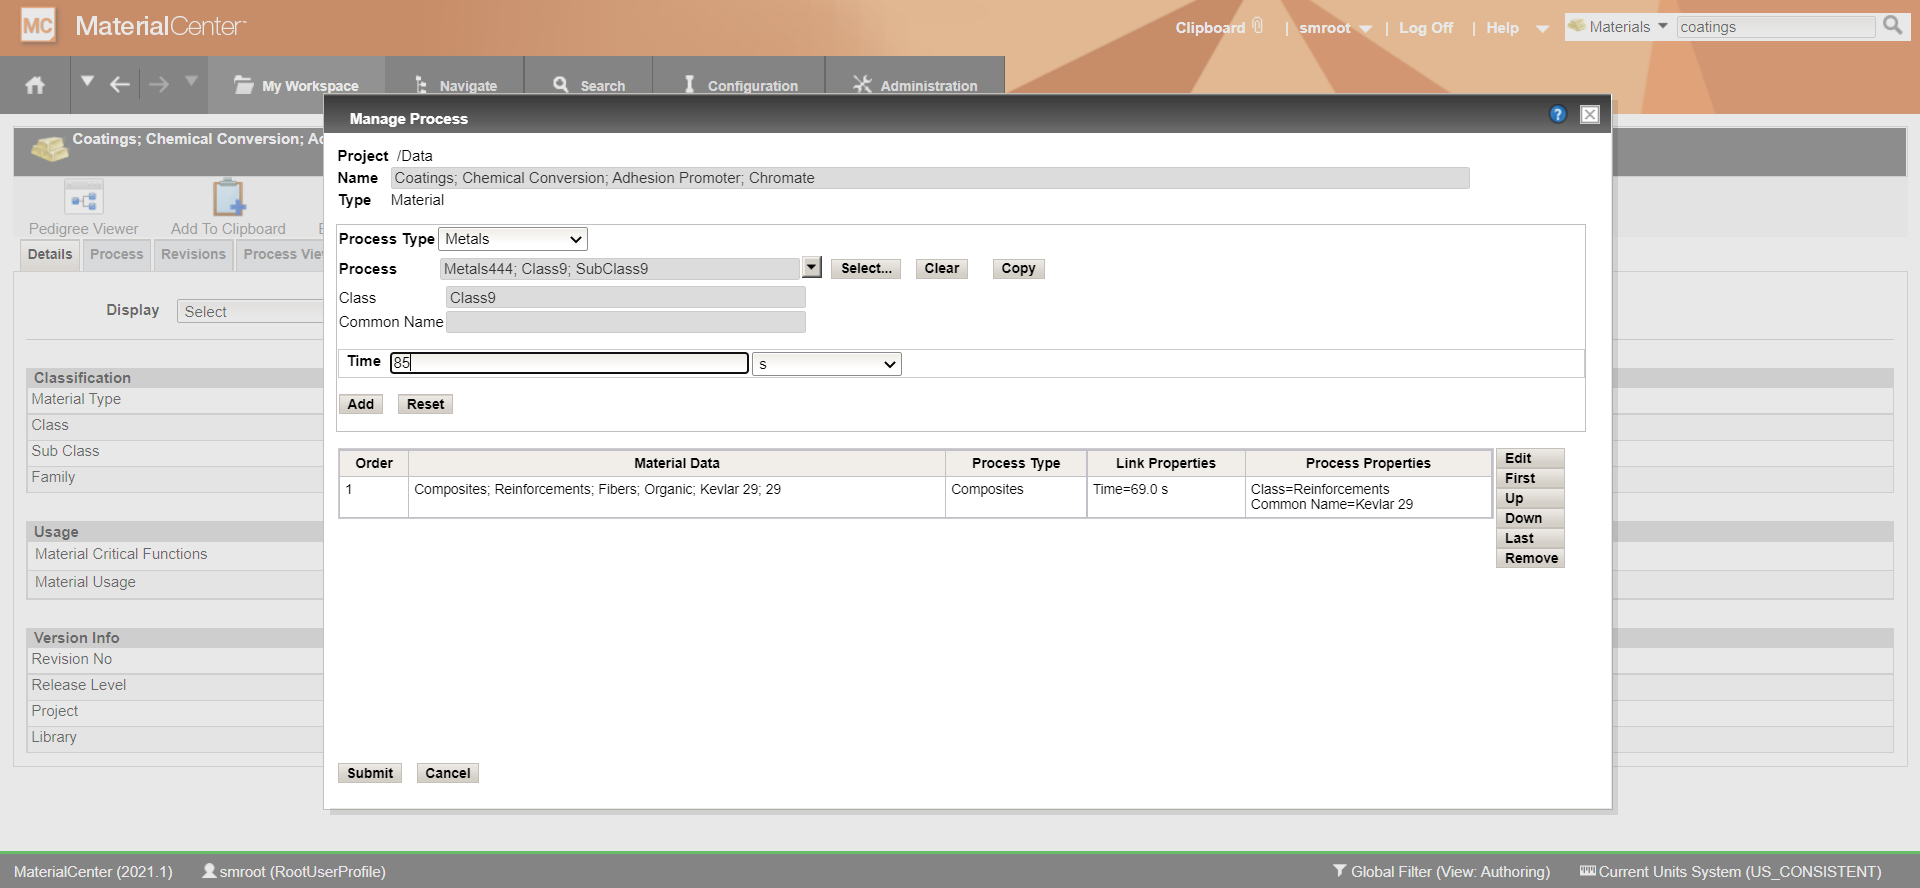 MC MaterialCenter
Clipboard | smroot | Log Off | Help Materials coatings
My Workspace Navigate Search Configuration Administration
Coatings; Chemical Conversion; Ad
Manage Process ?
Pedigree Viewer Add To Clipboard
Details Process Revisions Process Vie
Display Select
Classification
Material Type
Class
Sub Class
Family
Usage
Material Critical Functions
Material Usage
Version Info
Revision No
Release Level
Project
Library
Project /Data
Name Coatings; Chemical Conversion; Adhesion Promoter; Chromate
Type Material
Process Type Metals
Process Metals444; Class9; SubClass9 Select... Clear Copy
Class Class9
Common Name
Time 85 s
Add Reset
Order Material Data Process Type Link Properties Process Properties
1 Composites; Reinforcements; Fibers; Organic; Kevlar 29; 29 Composites Time=69.0 s Class=Reinforcements
Common Name=Kevlar 29
Edit
First
Up
Down
Last
Remove
Submit Cancel
MaterialCenter (2021.1) smroot (RootUserProfile) Global Filter (View: Authoring) Current Units System (US_CONSISTENT)